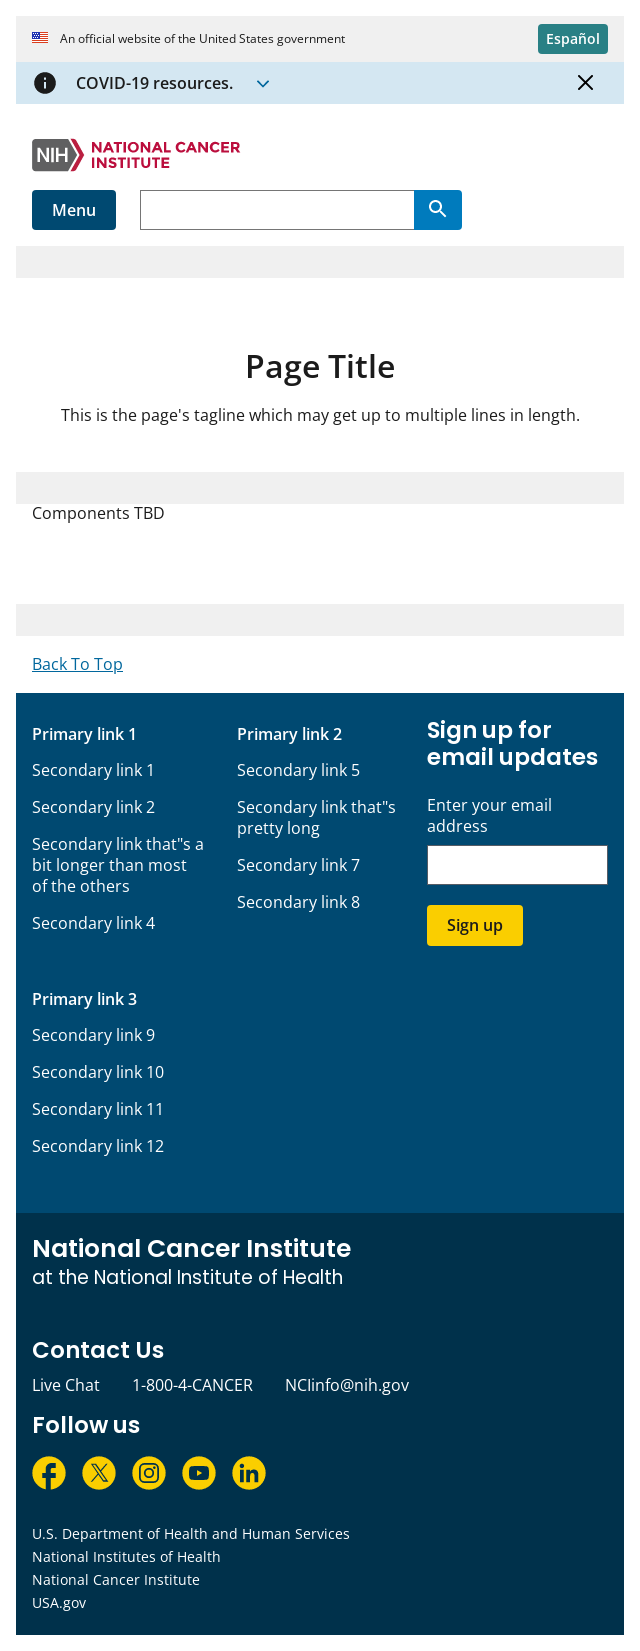 An official website of the United States government
Español
COVID-19 resources.
NIH
NATIONAL CANCER
INSTITUTE
Menu
Page Title
This is the page's tagline which may get up to multiple lines in length.
Components TBD
Back To Top
Primary link 1
Secondary link 1
Secondary link 2
Secondary link that"s a
bit longer than most
of the others
Secondary link 4
Primary link 2
Secondary link 5
Secondary link that"s
pretty long
Secondary link 7
Secondary link 8
Sign up for
email updates
Enter your email
address
Sign up
Primary link 3
Secondary link 9
Secondary link 10
Secondary link 11
Secondary link 12
National Cancer Institute
at the National Institute of Health
Contact Us
Live Chat
1-800-4-CANCER
NCIinfo@nih.gov
Follow us
U.S. Department of Health and Human Services
National Institutes of Health
National Cancer Institute
USA.gov